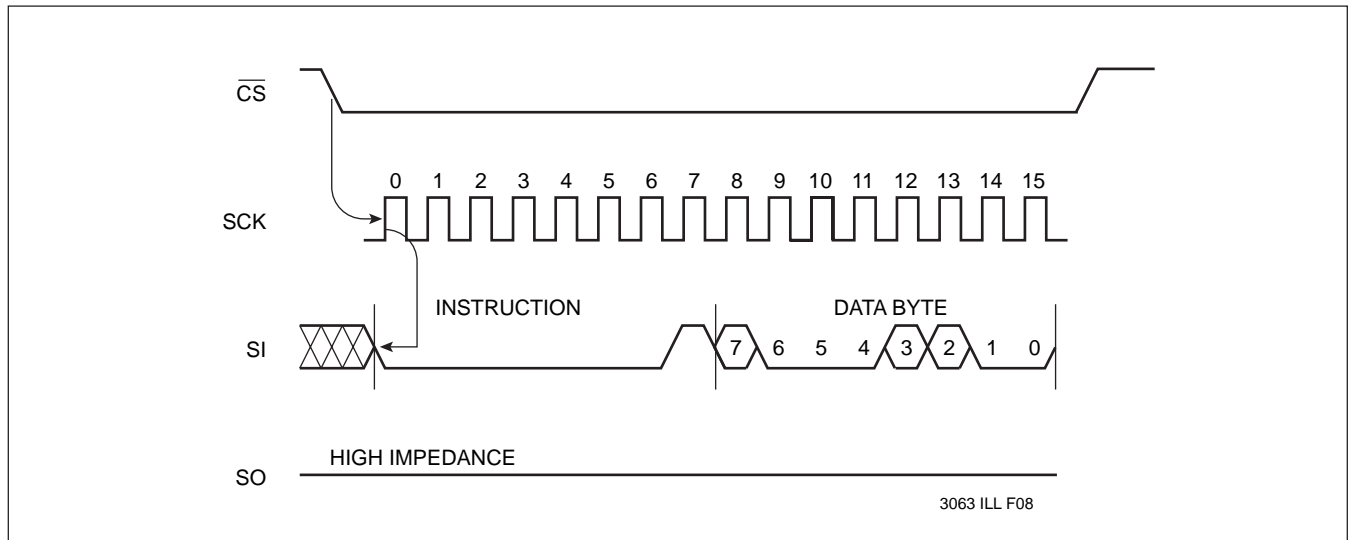 CS
0 1 2 3 4 5 6 7 8 9 10 11 12 13 14 15
SCK
INSTRUCTION DATA BYTE
SI 7 6 5 4 3 2 1 0
HIGH IMPEDANCE
SO
3063 ILL F08